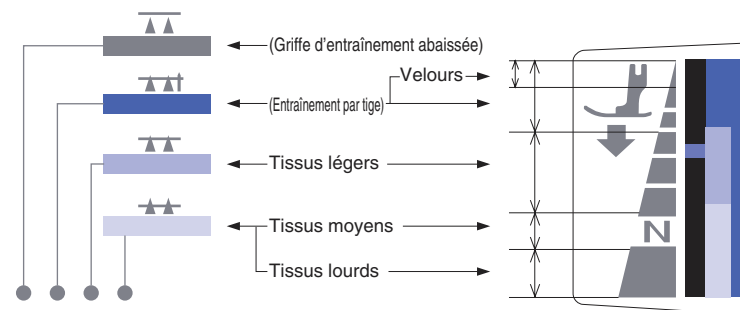 (Griffe d'entraînement abaissée)
Velours
(Entraînement par tige)
Tissus légers
Tissus moyens
N
Tissus lourds